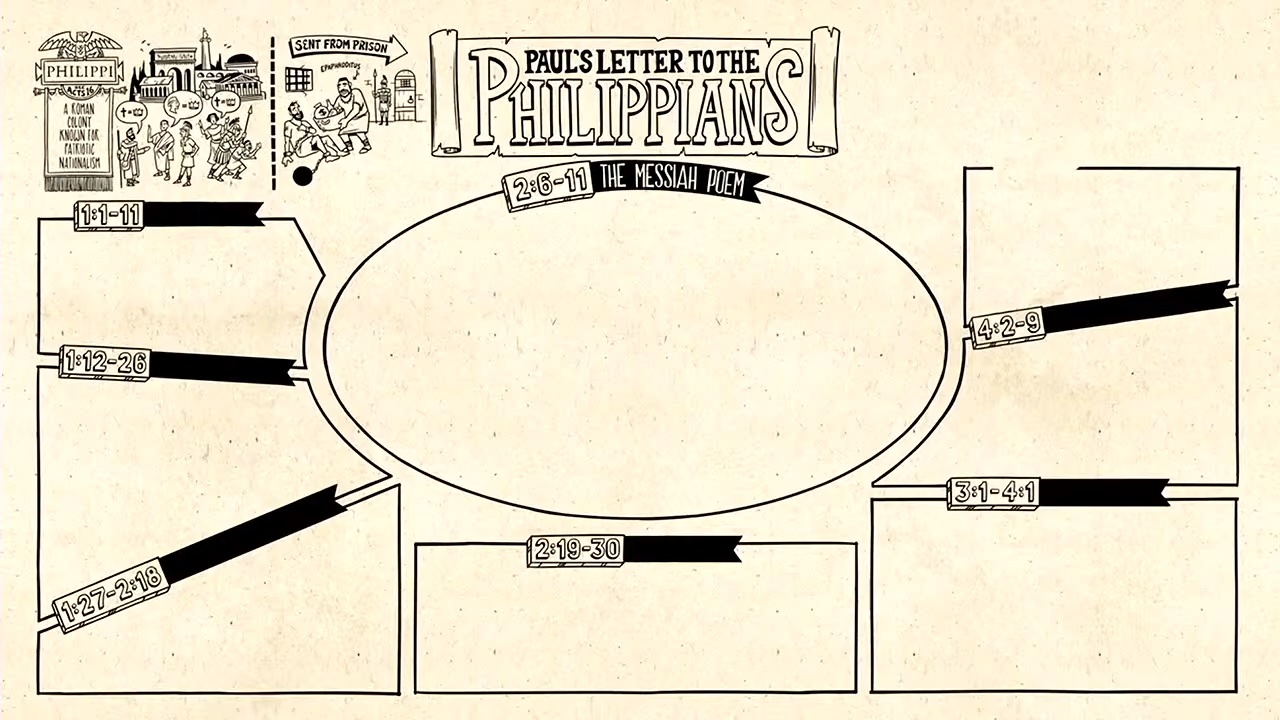 PHILIPPI
ACTS 16
A ROMAN
COLONY
KNOWN FOR
PATRIOTIC
NATIONALISM
SENT FROM PRISON
EPAPHRODITUS
PAUL'S LETTER TO THE
PHILIPPIANS
2:6-11 THE MESSIAH POEM
1:1-11
1:12-26
1:27-2:18
2:19-30
3:1-4:1
4:2-9